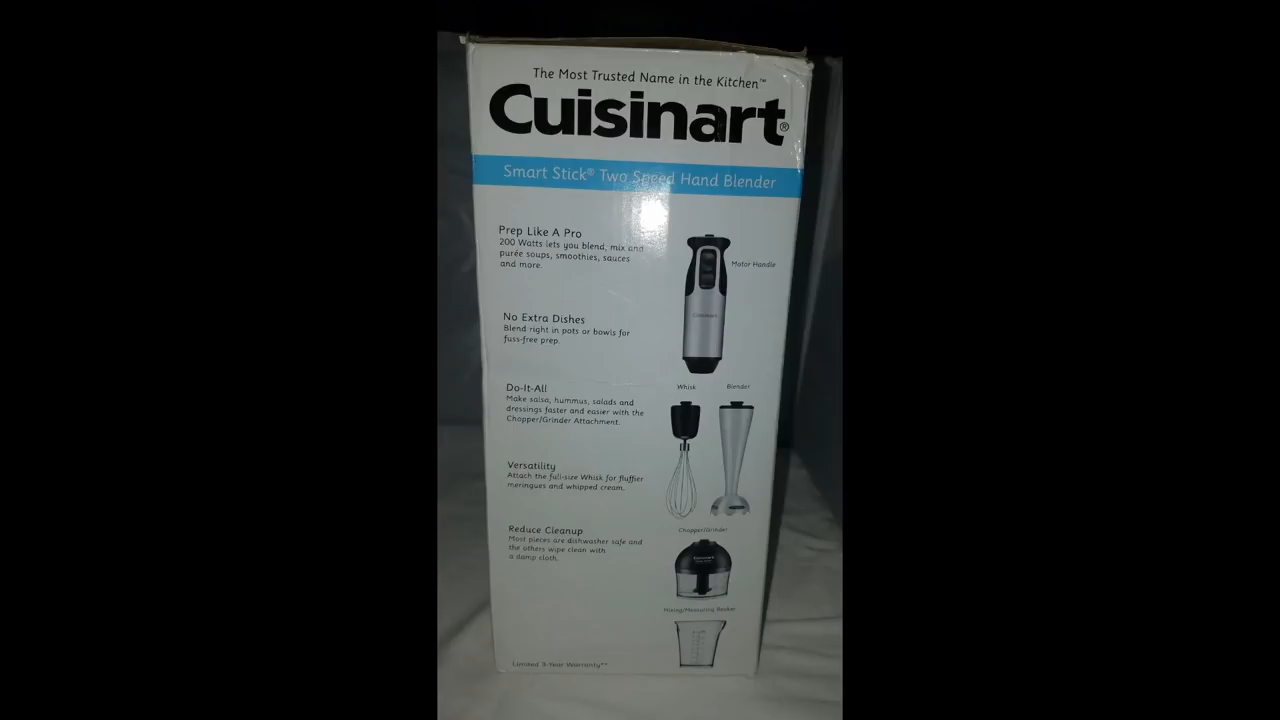 The Most Trusted Name in the Kitchen™
Cuisinart®
Smart Stick® Two Speed Hand Blender
Prep Like A Pro
200 Watts lets you blend, mix and
purée soups, smoothies, sauces
and more.
Motor Handle
Cuisinart
No Extra Dishes
Blend right in pots or bowls for
fuss-free prep.
Whisk
Blender
Do-It-All
Make salsa, hummus, salads and
dressings faster and easier with the
Chopper/Grinder Attachment.
Versatility
Attach the full-size Whisk for fluffier
meringues and whipped cream.
Reduce Cleanup
Most pieces are dishwasher safe and
the others wipe clean with
a damp cloth.
Chopper/Grinder
Cuisinart
Mixing/Measuring Beaker
Limited 3-Year Warranty**